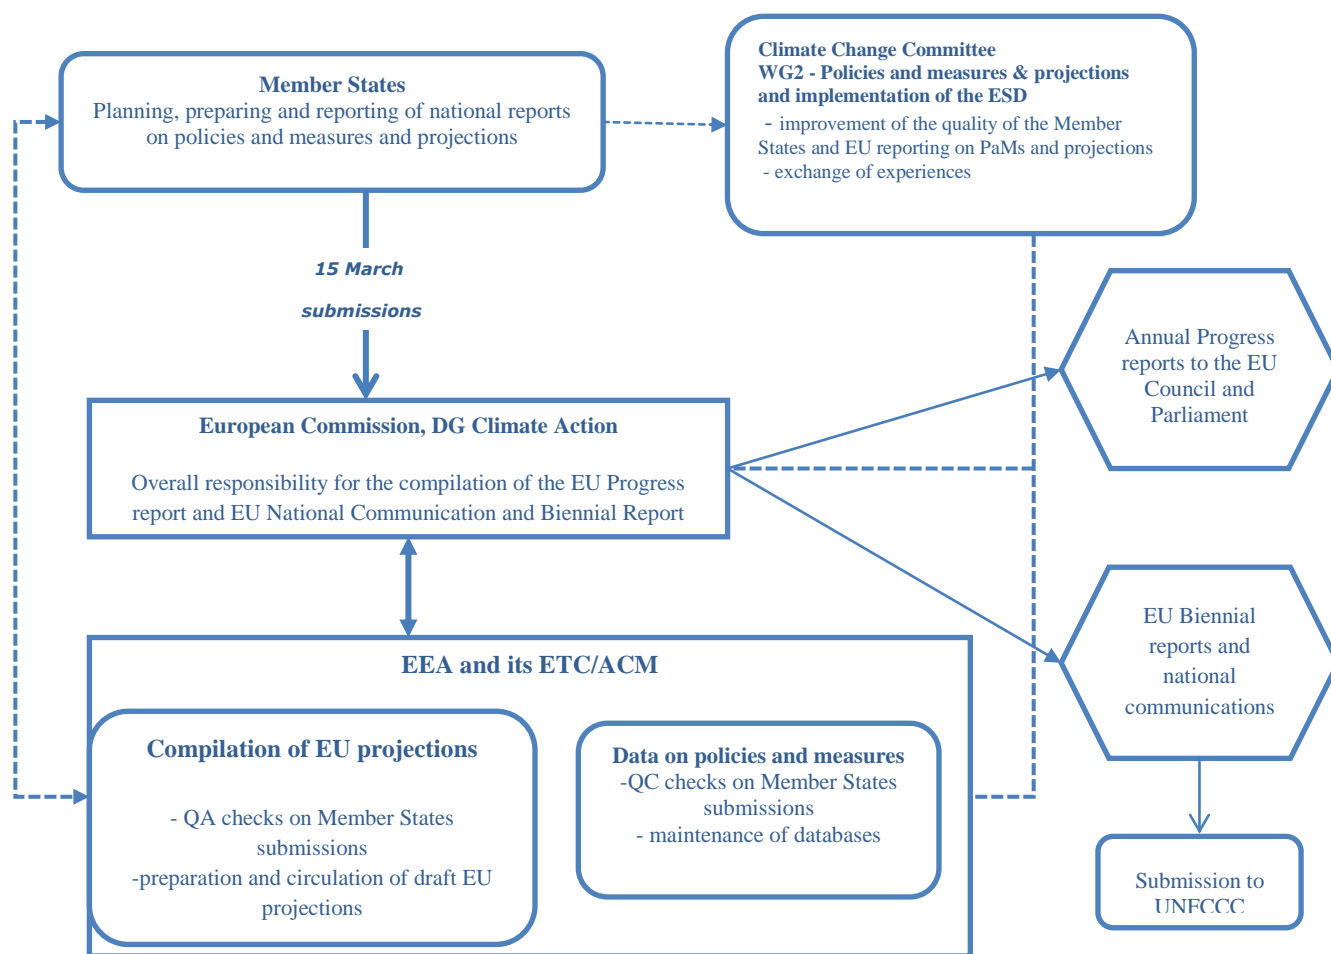 Member States
Planning, preparing and reporting of national reports
on policies and measures and projections
Climate Change Committee
WG2 - Policies and measures & projections
and implementation of the ESD
- improvement of the quality of the Member
States and EU reporting on PaMs and projections
- exchange of experiences
15 March
submissions
European Commission, DG Climate Action
Overall responsibility for the compilation of the EU Progress
report and EU National Communication and Biennial Report
Annual Progress
reports to the EU
Council and
Parliament
EU Biennial
reports and
national
communications
EEA and its ETC/ACM
Compilation of EU projections
- QA checks on Member States
submissions
-preparation and circulation of draft EU
projections
Data on policies and measures
-QC checks on Member States
submissions
- maintenance of databases
Submission to
UNFCCC